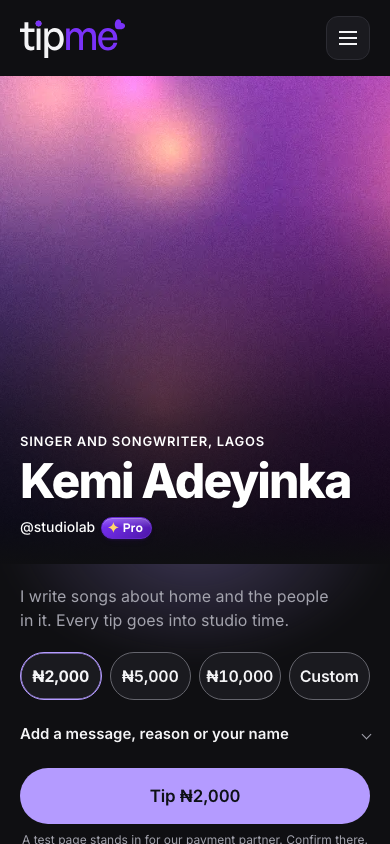 tipme
SINGER AND SONGWRITER, LAGOS
Kemi Adeyinka
@studiolab Pro
I write songs about home and the people
in it. Every tip goes into studio time.
₦2,000 ₦5,000 ₦10,000 Custom
Add a message, reason or your name
Tip ₦2,000
A test page stands in for our payment partner. Confirm there,